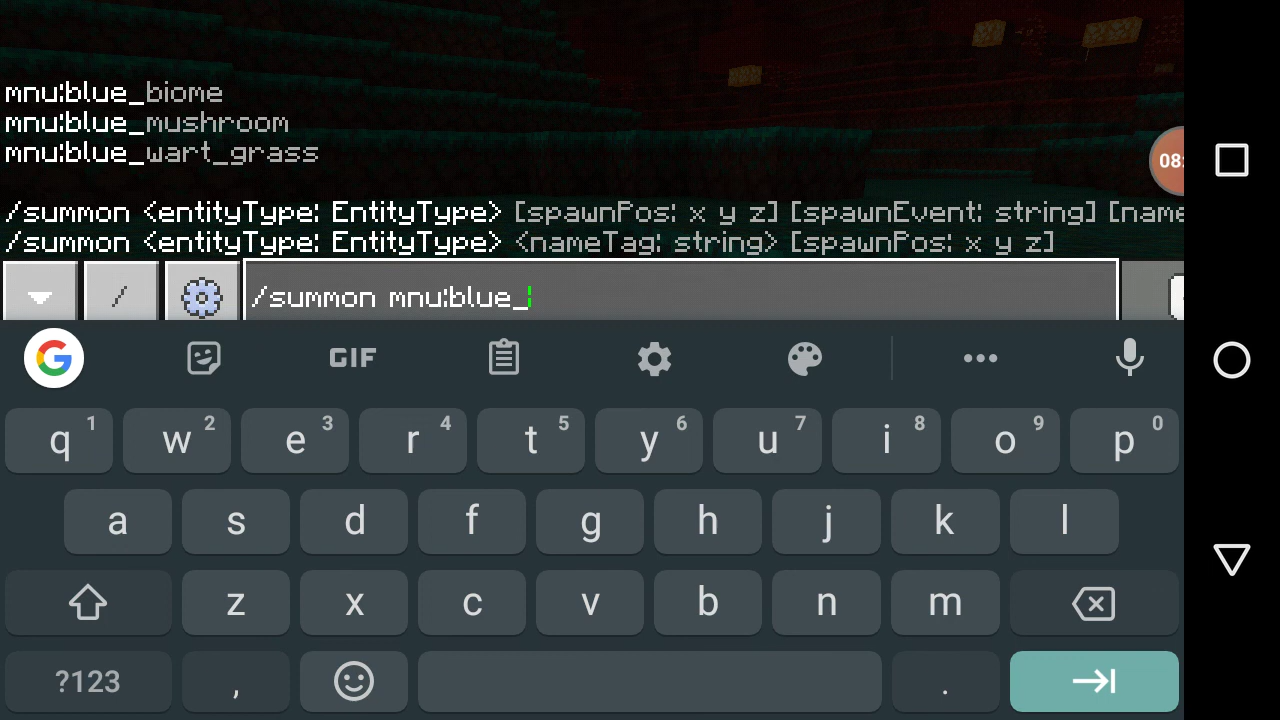 mnu:blue_biome
mnu:blue_mushroom
mnu:blue_wart_grass
08:
/summon <entityType: EntityType> [spawnPos: x y z] [spawnEvent: string] [name
/summon <entityType: EntityType> <nameTag: string> [spawnPos: x y z]
/
/summon mnu:blue_
G GIF
q 1 w 2 e 3 r 4 t 5 y 6 u 7 i 8 o 9 p 0
a s d f g h j k l
z x c v b n m
?123 , .